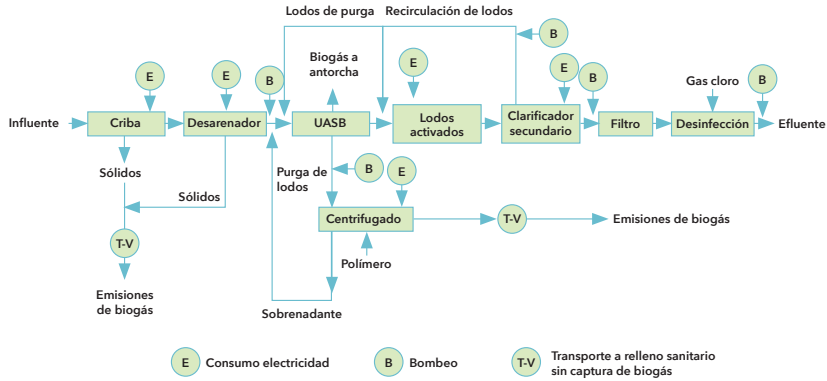 Lodos de purga
Recirculación de lodos
B
Biogás a
antorcha
E
E
B
E
E
B
Gas cloro
B
Influente
Criba
Desarenador
UASB
Lodos
activados
Clarificador
secundario
Filtro
Desinfección
Efluente
Sólidos
Sólidos
Purga de
lodos
B
E
Centrifugado
T-V
Emisiones de biogás
T-V
Polímero
Emisiones
de biogás
Sobrenadante
E
Consumo electricidad
B
Bombeo
T-V
Transporte a relleno sanitario
sin captura de biogás